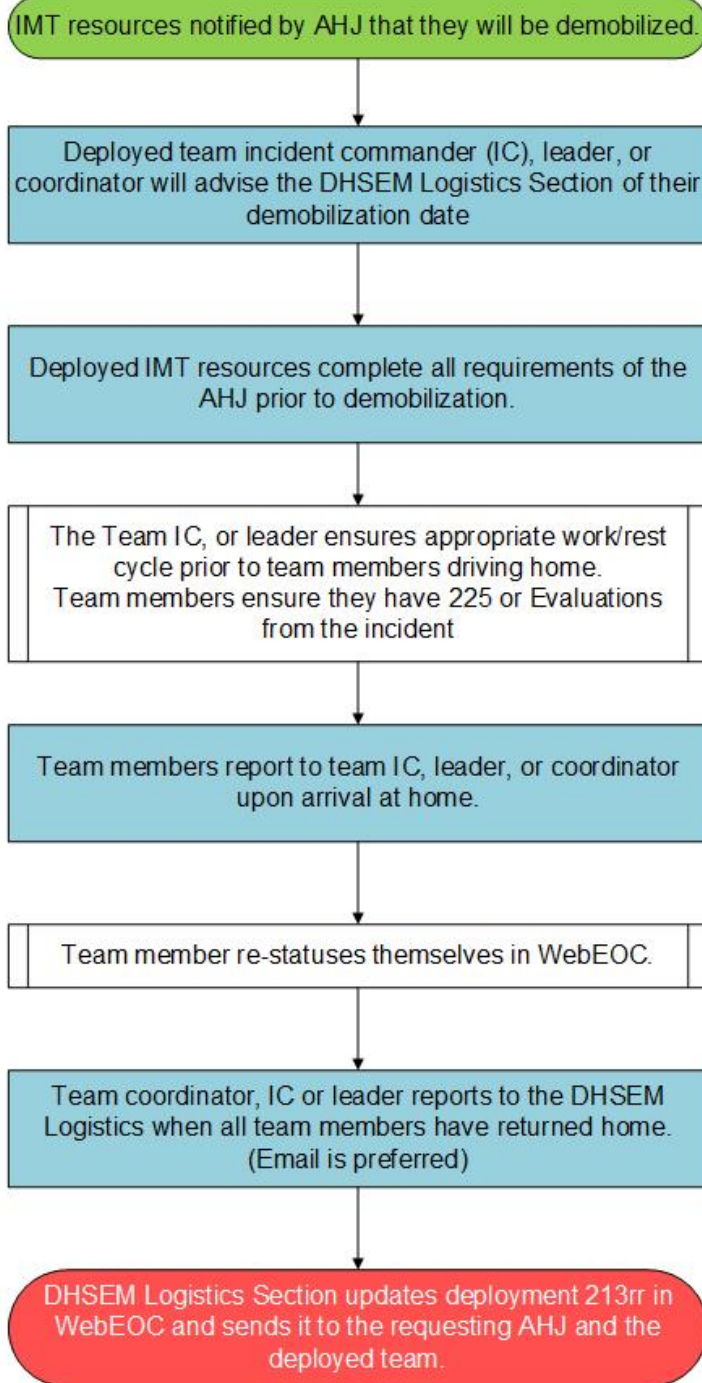 IMT resources notified by AHJ that they will be demobilized.
Deployed team incident commander (IC), leader, or
coordinator will advise the DHSEM Logistics Section of their
demobilization date
Deployed IMT resources complete all requirements of the
AHJ prior to demobilization.
The Team IC, or leader ensures appropriate work/rest
cycle prior to team members driving home.
Team members ensure they have 225 or Evaluations
from the incident
Team members report to team IC, leader, or coordinator
upon arrival at home.
Team member re-statuses themselves in WebEOC.
Team coordinator, IC or leader reports to the DHSEM
Logistics when all team members have returned home.
(Email is preferred)
DHSEM Logistics Section updates deployment 213rr in
WebEOC and sends it to the requesting AHJ and the
deployed team.